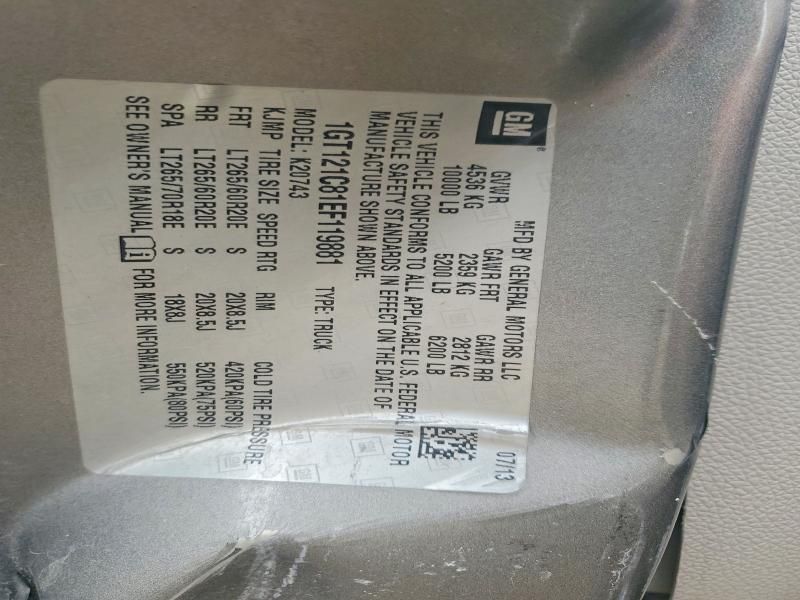 GM®
MFD BY GENERAL MOTORS LLC 07/13
GVWR GAWR FRT GAWR RR
4536 KG 2359 KG 2812 KG
10000 LB 5200 LB 6200 LB
THIS VEHICLE CONFORMS TO ALL APPLICABLE U.S. FEDERAL MOTOR
VEHICLE SAFETY STANDARDS IN EFFECT ON THE DATE OF
MANUFACTURE SHOWN ABOVE.
1GT121C81EF119881 TYPE: TRUCK
MODEL: K20743
KJMP TIRE SIZE SPEED RTG RIM COLD TIRE PRESSURE
FRT LT265/60R20E S 20X8.5J 420KPA(60PSI)
RR LT265/60R20E S 20X8.5J 520KPA(75PSI)
SPA LT265/70R18E S 18X8J 550KPA(80PSI)
SEE OWNER'S MANUAL FOR MORE INFORMATION.